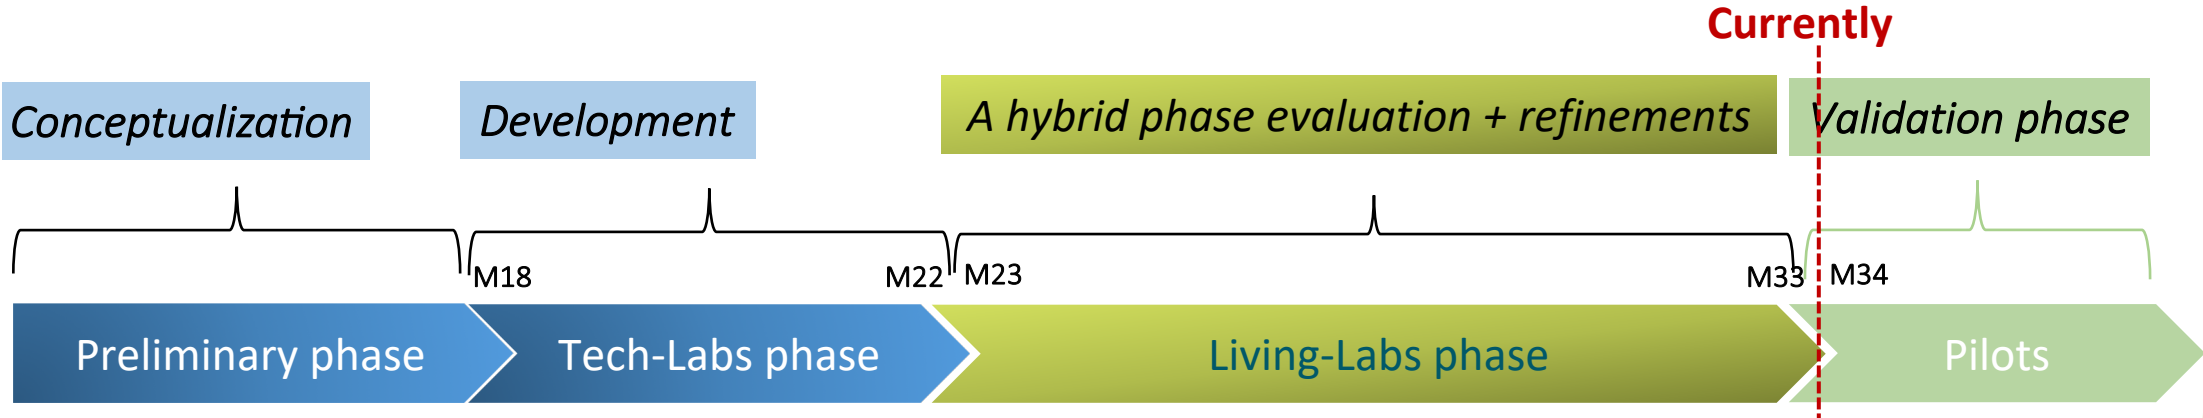 Currently
Conceptualization
Development
A hybrid phase evaluation + refinements
Validation phase
M18
M22
M23
M33
M34
Preliminary phase
Tech-Labs phase
Living-Labs phase
Pilots